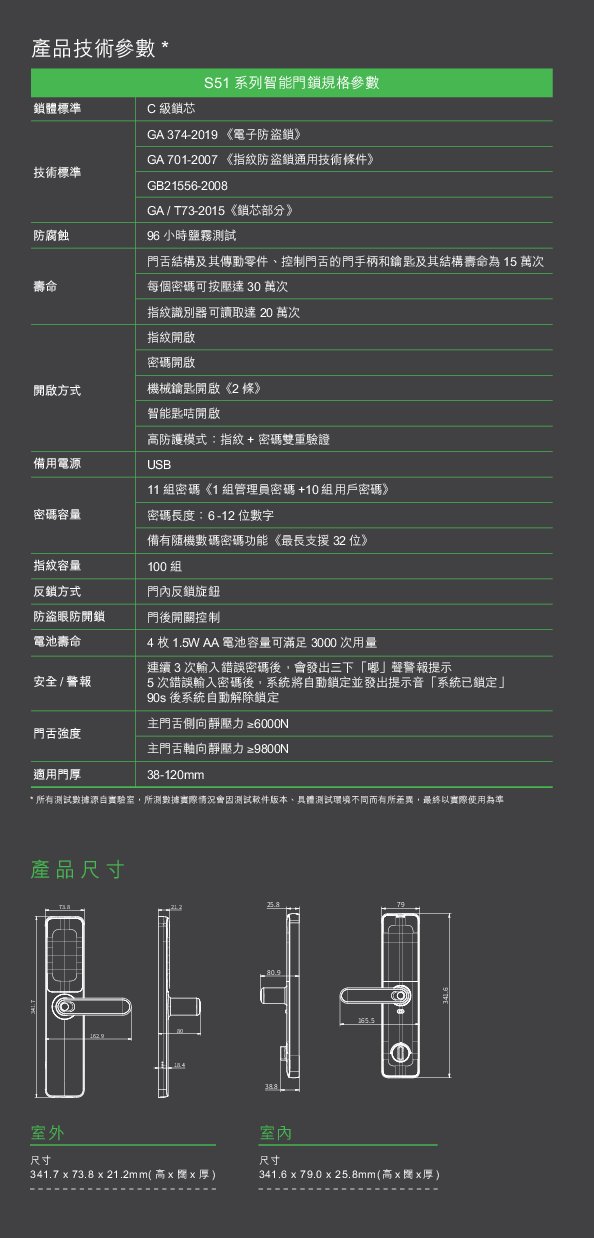 產品技術參數 *
S51 系列智能門鎖規格參數
鎖體標準
C 級鎖芯
技術標準
GA 374-2019 《電子防盜鎖》
GA 701-2007 《指紋防盜鎖通用技術條件》
GB21556-2008
GA / T73-2015《鎖芯部分》
防腐蝕
96 小時鹽霧測試
壽命
門舌結構及其傳動零件、控制門舌的門手柄和鑰匙及其結構壽命為 15 萬次
每個密碼可按壓達 30 萬次
指紋識別器可讀取達 20 萬次
開啟方式
指紋開啟
密碼開啟
機械鑰匙開啟《2 條》
智能匙咭開啟
高防護模式：指紋 + 密碼雙重驗證
備用電源
USB
密碼容量
11 組密碼《1 組管理員密碼 +10 組用戶密碼》
密碼長度：6 -12 位數字
備有隨機數碼密碼功能《最長支援 32 位》
指紋容量
100 組
反鎖方式
門內反鎖旋鈕
防盜眼防開鎖
門後開關控制
電池壽命
4 枚 1.5W AA 電池容量可滿足 3000 次用量
安全 / 警報
連續 3 次輸入錯誤密碼後，會發出三下「嘟」聲警報提示
5 次錯誤輸入密碼後，系統將自動鎖定並發出提示音「系統已鎖定」
90s 後系統自動解除鎖定
門舌強度
主門舌側向靜壓力 ≥6000N
主門舌軸向靜壓力 ≥9800N
適用門厚
38-120mm
* 所有測試數據源自實驗室，所測數據實際情況會因測試軟件版本、具體測試環境不同而有所差異，最終以實際使用為準
產品尺寸
73.8
21.2
25.8
79
80.9
341.7
341.6
165.5
162.9
80
18.4
38.8
室外
室內
尺寸
341.7 x 73.8 x 21.2mm( 高 x 闊 x 厚 )
尺寸
341.6 x 79.0 x 25.8mm( 高 x 闊 x 厚 )